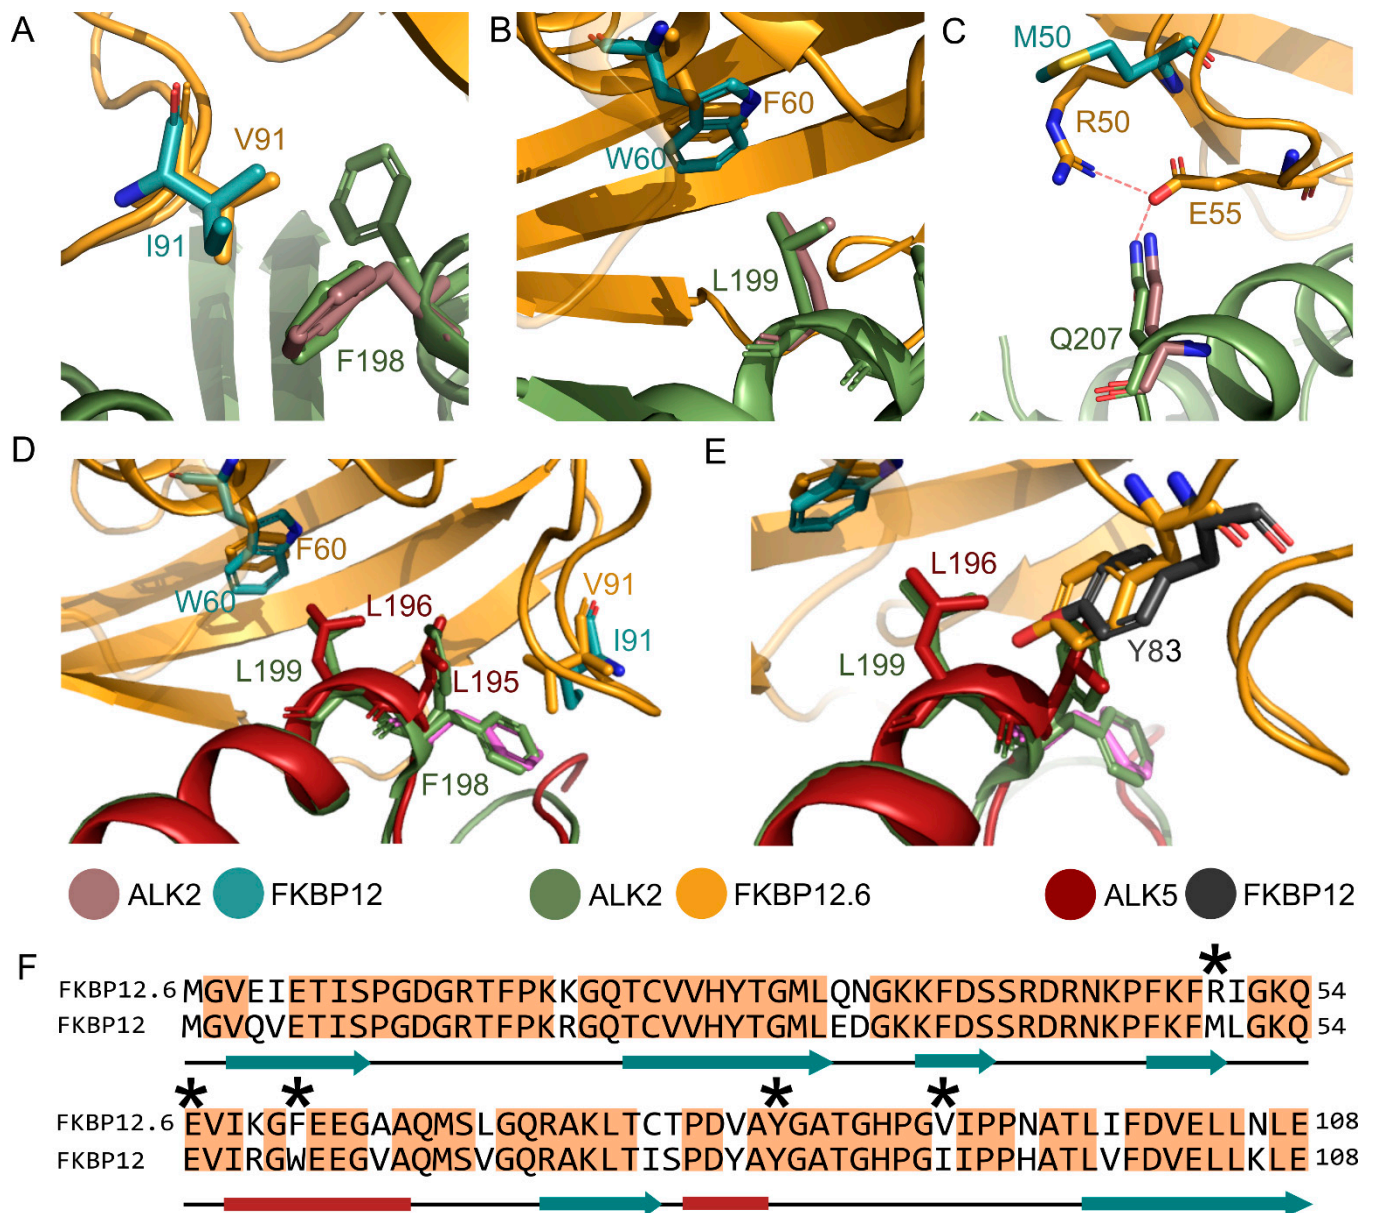 A
V91
I91
F198
B
F60
W60
L199
C
M50
R50
E55
Q207
D
F60
W60
L196
V91
I91
L199
L195
F198
E
L196
L199
Y83
ALK2 FKBP12 ALK2 FKBP12.6 ALK5 FKBP12
F
*
FKBP12.6 MGVEIETISPGDGRTFPKKGQTCVVHYTGMLQNGKKFDSSRDRNKPFKFRIGKQ 54
FKBP12 MGVQVETISPGDGRTFPKRGQTCVVHYTGMLEDGKKFDSSRDRNKPFKFMLGKQ 54
* * * *
FKBP12.6 EVIKGFEEGAAQMSLGQRAKLTCTPDVAYGATGHPGVIPPNATLIFDVELLNLE 108
FKBP12 EVIRGWEEGVAQMSVGQRAKLTISPDYAYGATGHPGIIPPHATLVFDVELLKLE 108